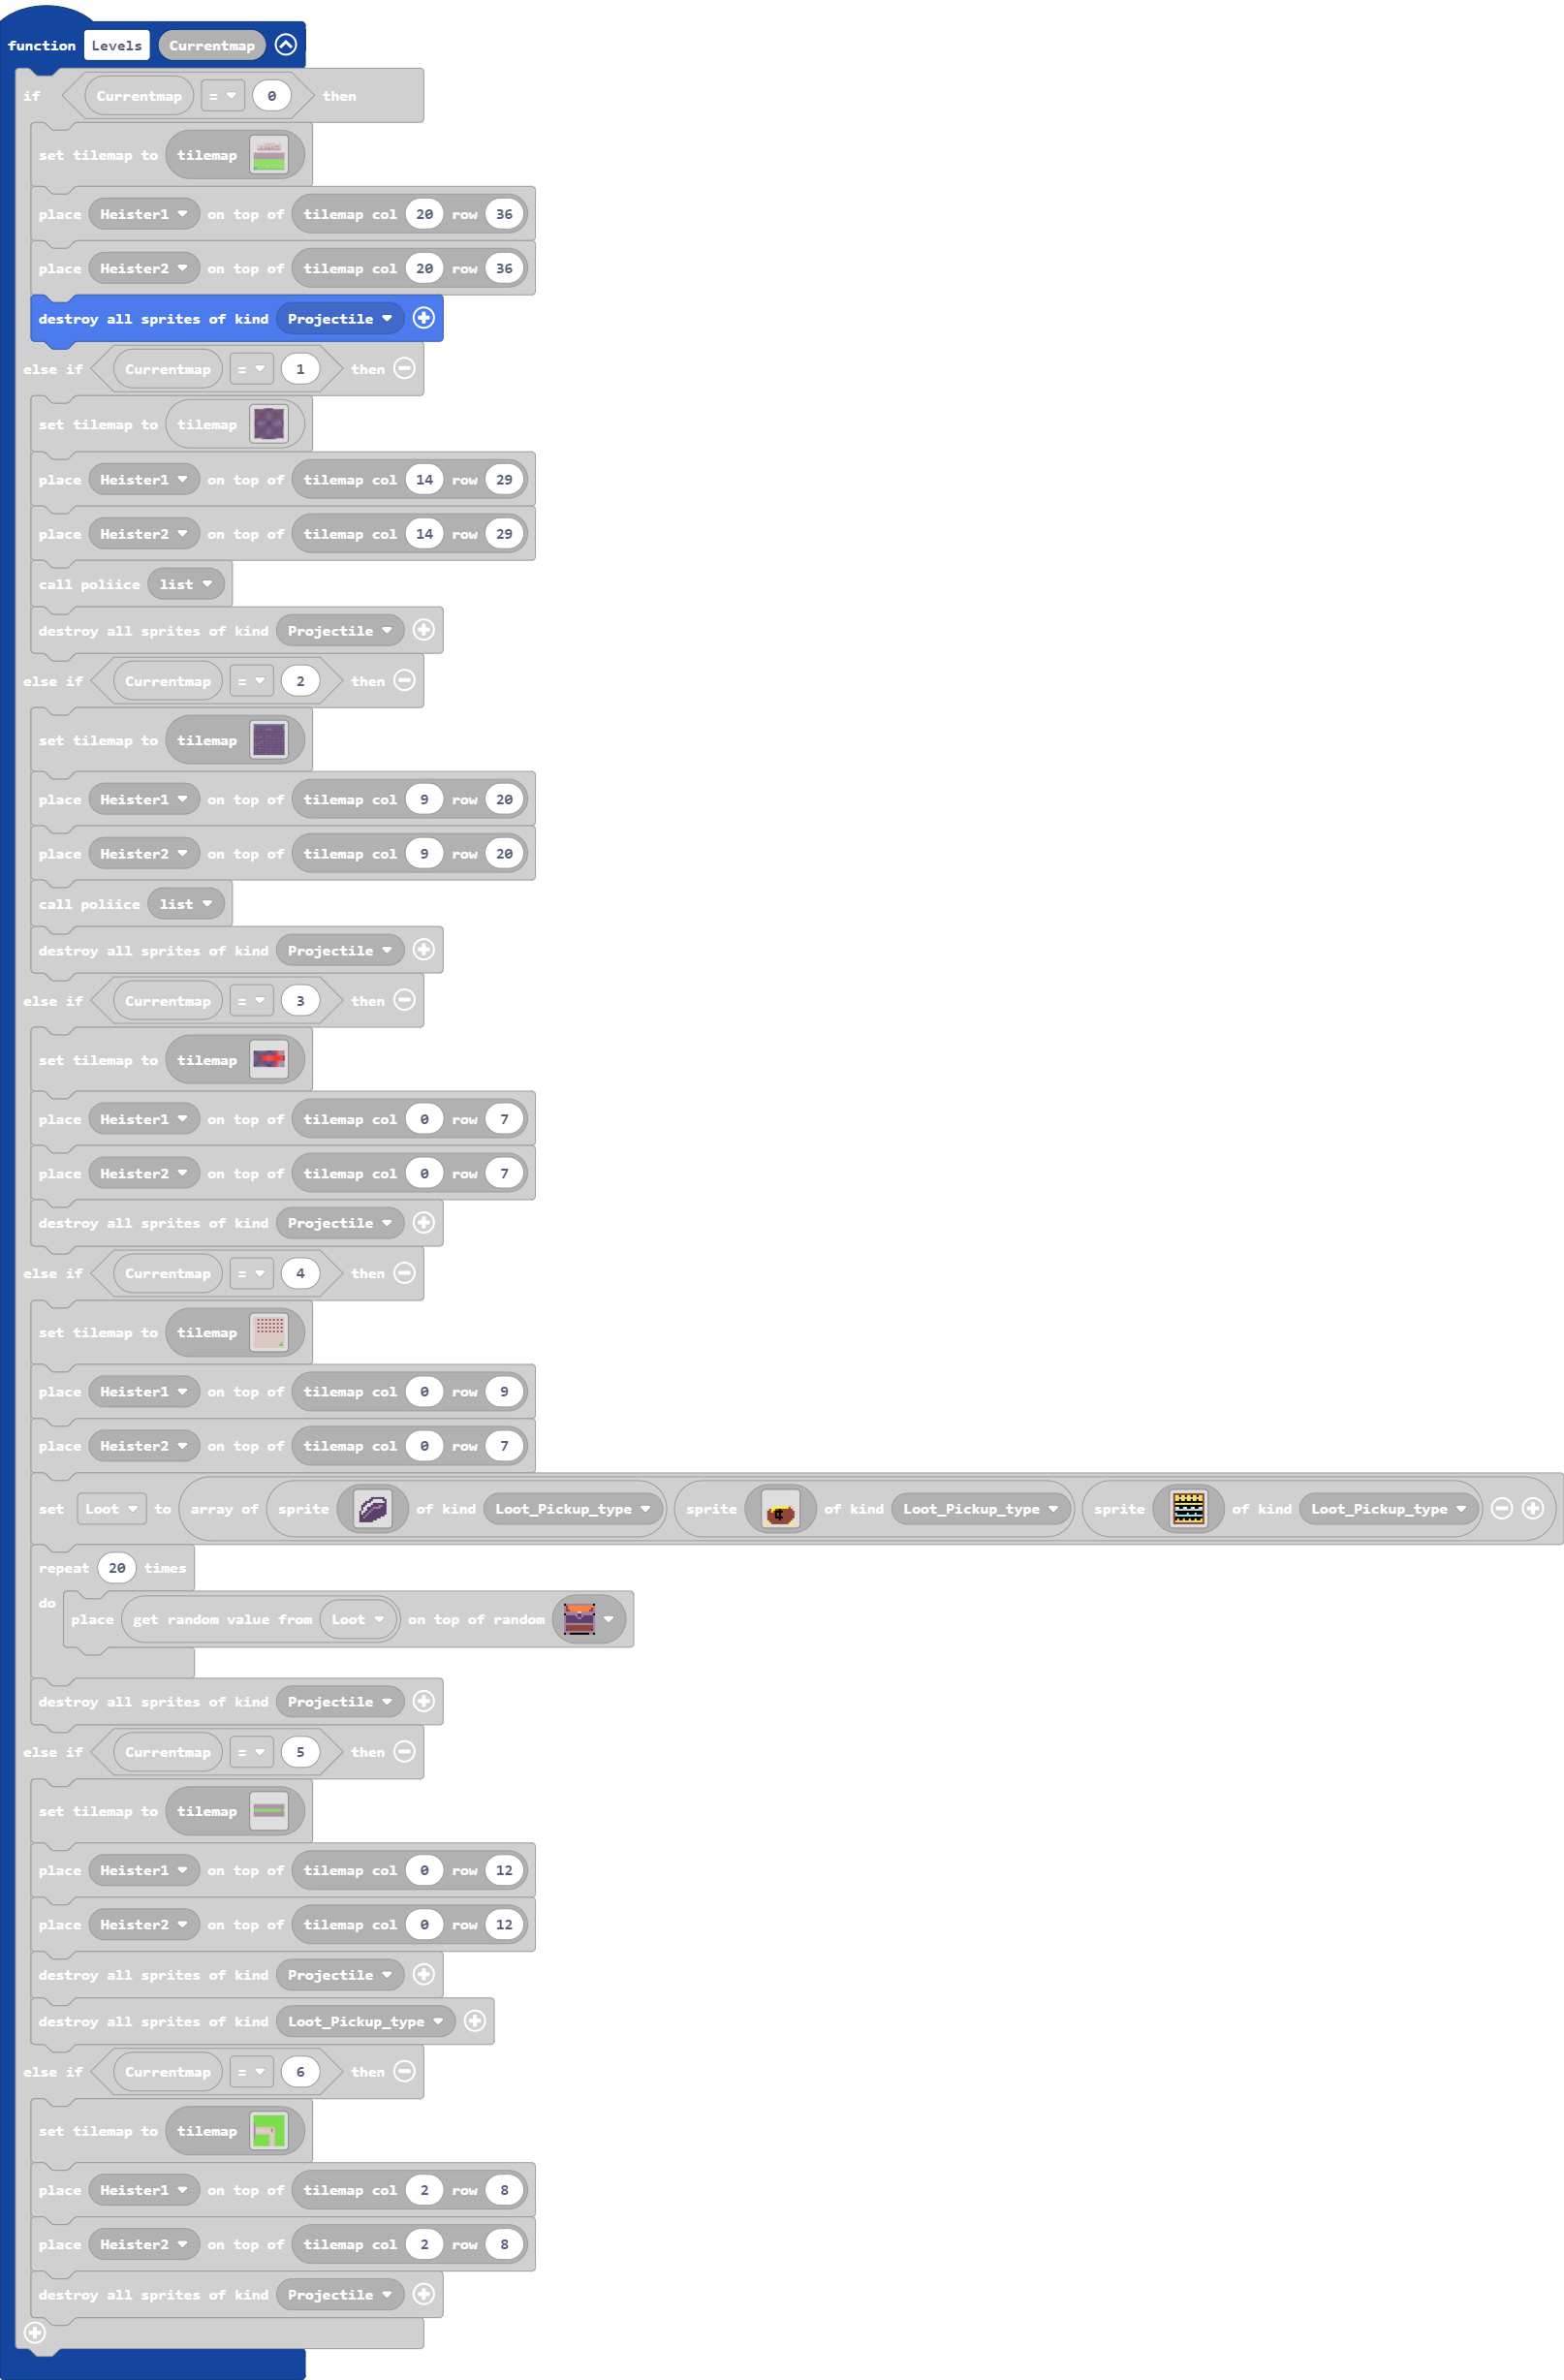 function Levels Currentmap
if Currentmap = 0 then
set tilemap to tilemap
place Heister1 on top of tilemap col 20 row 36
place Heister2 on top of tilemap col 20 row 36
destroy all sprites of kind Projectile
else if Currentmap = 1 then
set tilemap to tilemap
place Heister1 on top of tilemap col 14 row 29
place Heister2 on top of tilemap col 14 row 29
call poliice list
destroy all sprites of kind Projectile
else if Currentmap = 2 then
set tilemap to tilemap
place Heister1 on top of tilemap col 9 row 20
place Heister2 on top of tilemap col 9 row 20
call poliice list
destroy all sprites of kind Projectile
else if Currentmap = 3 then
set tilemap to tilemap
place Heister1 on top of tilemap col 0 row 7
place Heister2 on top of tilemap col 0 row 7
destroy all sprites of kind Projectile
else if Currentmap = 4 then
set tilemap to tilemap
place Heister1 on top of tilemap col 0 row 9
place Heister2 on top of tilemap col 0 row 7
set Loot to array of sprite of kind Loot_Pickup_type sprite of kind Loot_Pickup_type sprite of kind Loot_Pickup_type
repeat 20 times
do
place get random value from Loot on top of random
destroy all sprites of kind Projectile
else if Currentmap = 5 then
set tilemap to tilemap
place Heister1 on top of tilemap col 0 row 12
place Heister2 on top of tilemap col 0 row 12
destroy all sprites of kind Projectile
destroy all sprites of kind Loot_Pickup_type
else if Currentmap = 6 then
set tilemap to tilemap
place Heister1 on top of tilemap col 2 row 8
place Heister2 on top of tilemap col 2 row 8
destroy all sprites of kind Projectile